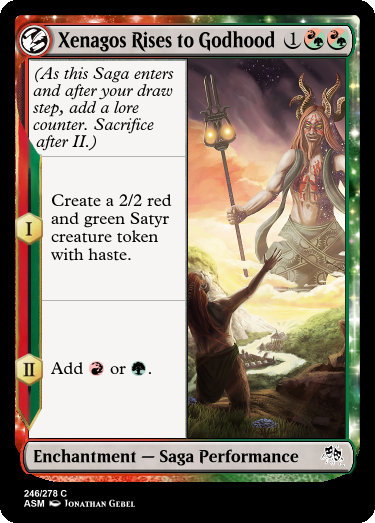 Xenagos Rises to Godhood 1
(As this Saga enters
and after your draw
step, add a lore
counter. Sacrifice
after II.)
I
Create a 2/2 red
and green Satyr
creature token
with haste.
II
Add or .
Enchantment — Saga Performance
246/278 C
ASM Jonathan Gebel